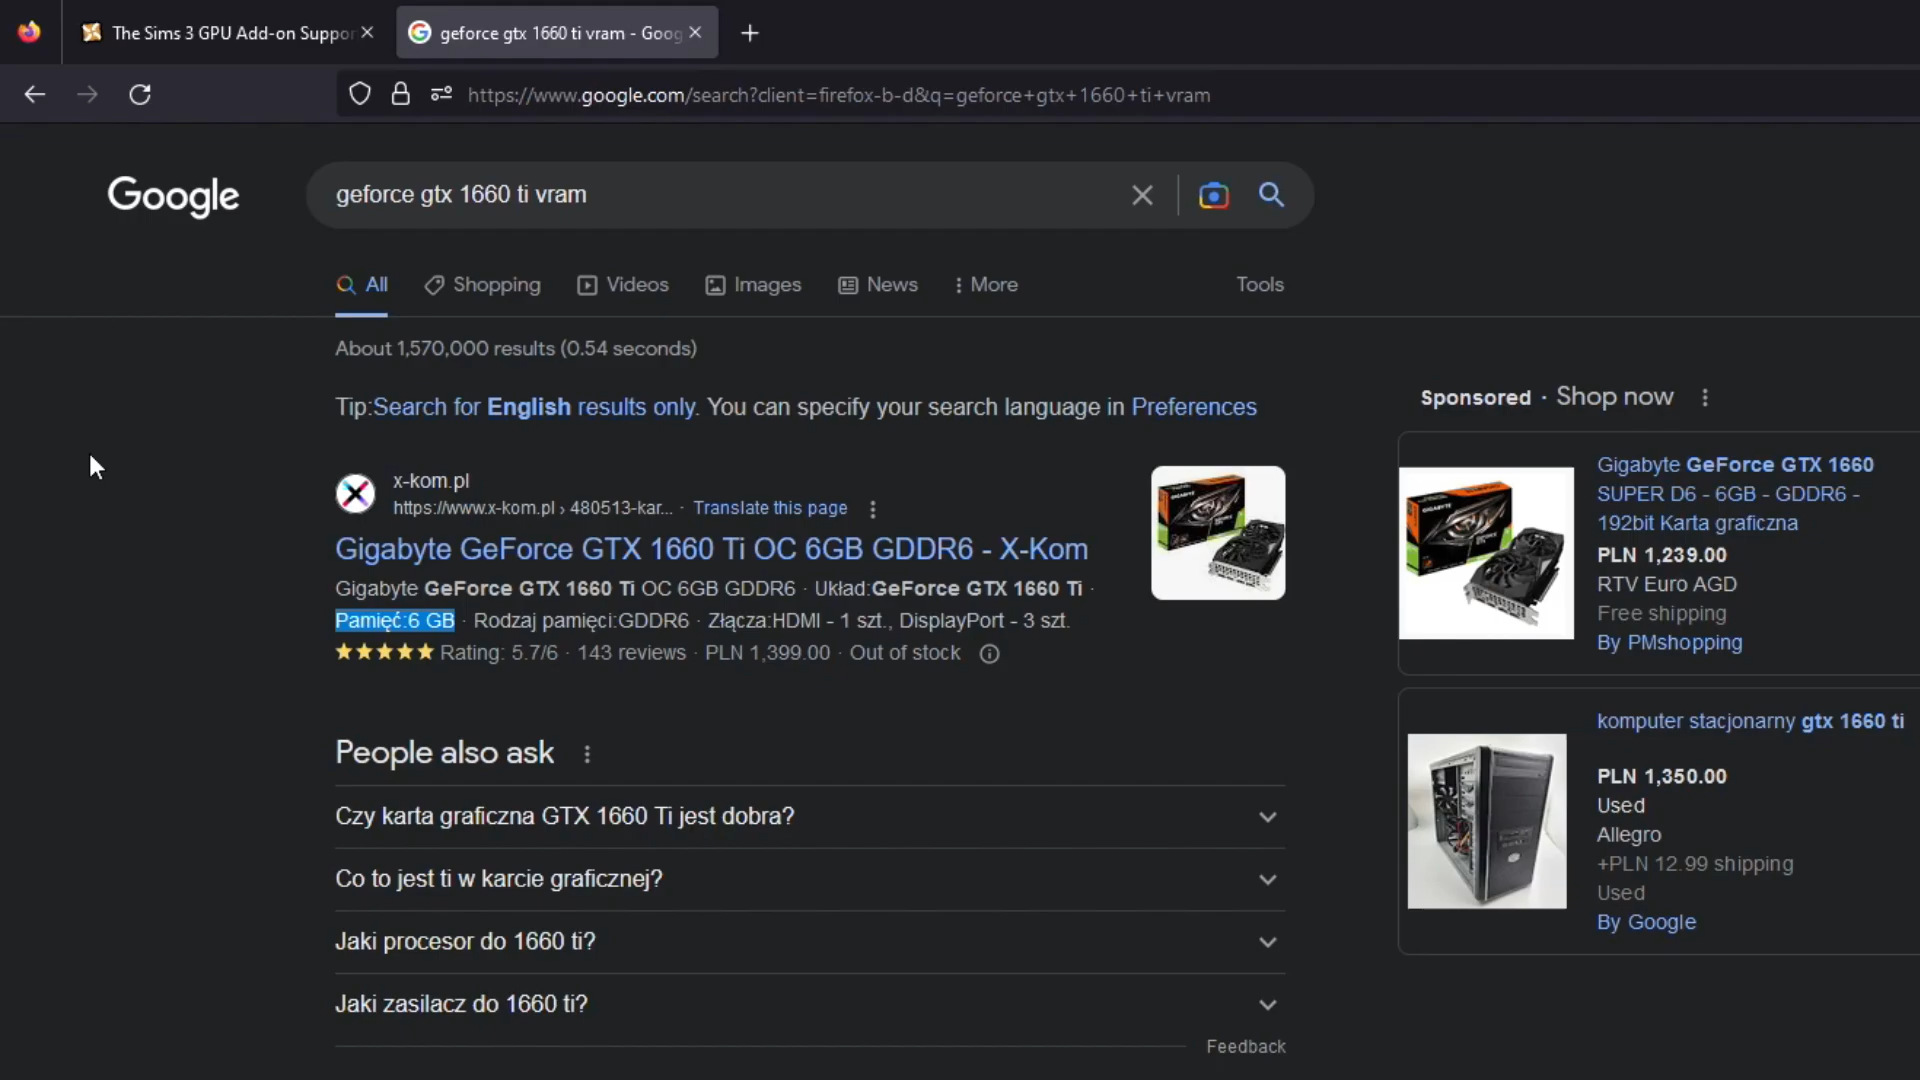 The Sims 3 GPU Add-on Suppor
geforce gtx 1660 ti vram - Goog
https://www.google.com/search?client=firefox-b-d&q=geforce+gtx+1660+ti+vram
Google
geforce gtx 1660 ti vram
All
Shopping
Videos
Images
News
More
Tools
About 1,570,000 results (0.54 seconds)
Tip:Search for English results only. You can specify your search language in Preferences
x-kom.pl
https://www.x-kom.pl › 480513-kar... · Translate this page
Gigabyte GeForce GTX 1660 Ti OC 6GB GDDR6 - X-Kom
Gigabyte GeForce GTX 1660 Ti OC 6GB GDDR6 · Układ:GeForce GTX 1660 Ti ·
Pamięć:6 GB · Rodzaj pamięci:GDDR6 · Złącza:HDMI - 1 szt., DisplayPort - 3 szt.
Rating: 5.7/6 · 143 reviews · PLN 1,399.00 · Out of stock
People also ask
Czy karta graficzna GTX 1660 Ti jest dobra?
Co to jest ti w karcie graficznej?
Jaki procesor do 1660 ti?
Jaki zasilacz do 1660 ti?
Feedback
Sponsored · Shop now
Gigabyte GeForce GTX 1660
SUPER D6 - 6GB - GDDR6 -
192bit Karta graficzna
PLN 1,239.00
RTV Euro AGD
Free shipping
By PMshopping
komputer stacjonarny gtx 1660 ti
PLN 1,350.00
Used
Allegro
+PLN 12.99 shipping
Used
By Google